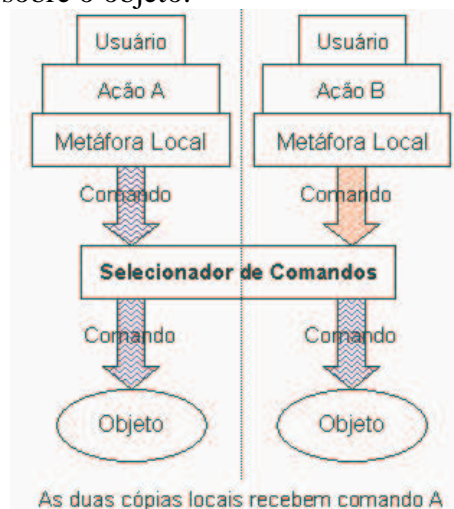 sobre o objeto.
Usuário Usuário
Ação A Ação B
Metáfora Local Metáfora Local
Comando Comando
Selecionador de Comandos
Comando Comando
Objeto Objeto
As duas cópias locais recebem comando A